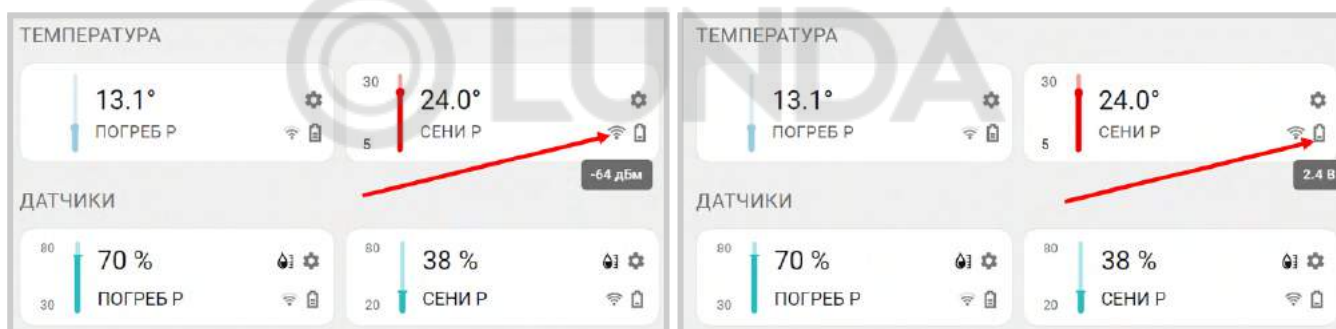 LUNDA
ТЕМПЕРАТУРА
13.1°
ПОГРЕБ Р
30
24.0°
СЕНИ Р
5
-64 дБм
ДАТЧИКИ
80
70 %
30
ПОГРЕБ Р
80
38 %
20
СЕНИ Р
ТЕМПЕРАТУРА
13.1°
ПОГРЕБ Р
30
24.0°
СЕНИ Р
5
2.4 В
ДАТЧИКИ
80
70 %
30
ПОГРЕБ Р
80
38 %
20
СЕНИ Р